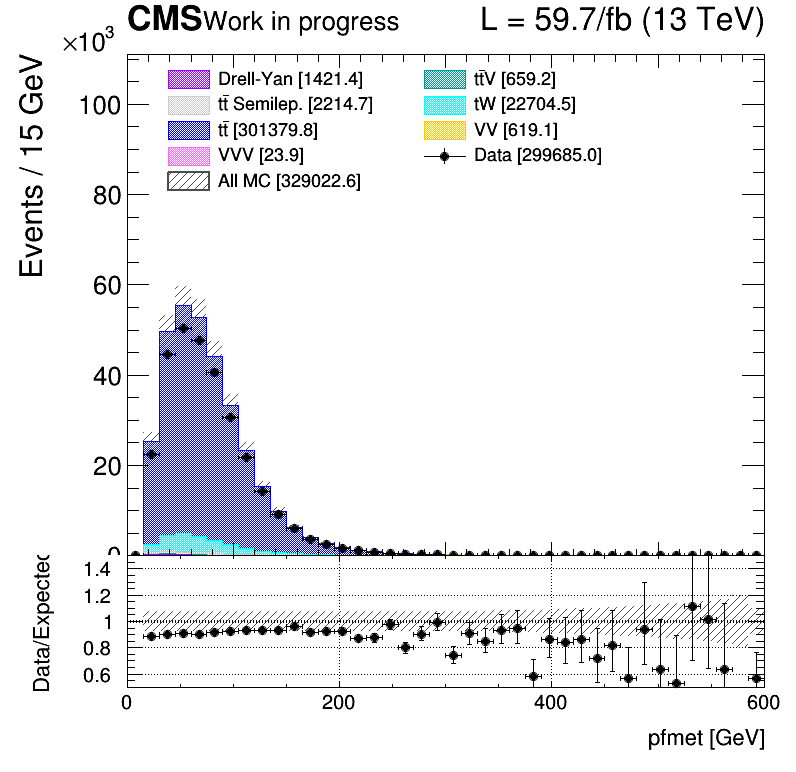 CMS Work in progress L = 59.7/fb (13 TeV)
×10³
Events / 15 GeV
Drell-Yan [1421.4]
tt̄ Semilep. [2214.7]
tt̄ [301379.8]
VVV [23.9]
All MC [329022.6]
tt̄V [659.2]
tW [22704.5]
VV [619.1]
Data [299685.0]
100
80
60
40
20
0
Data/Expected
1.4
1.2
1
0.8
0.6
0 200 400 600
pfmet [GeV]